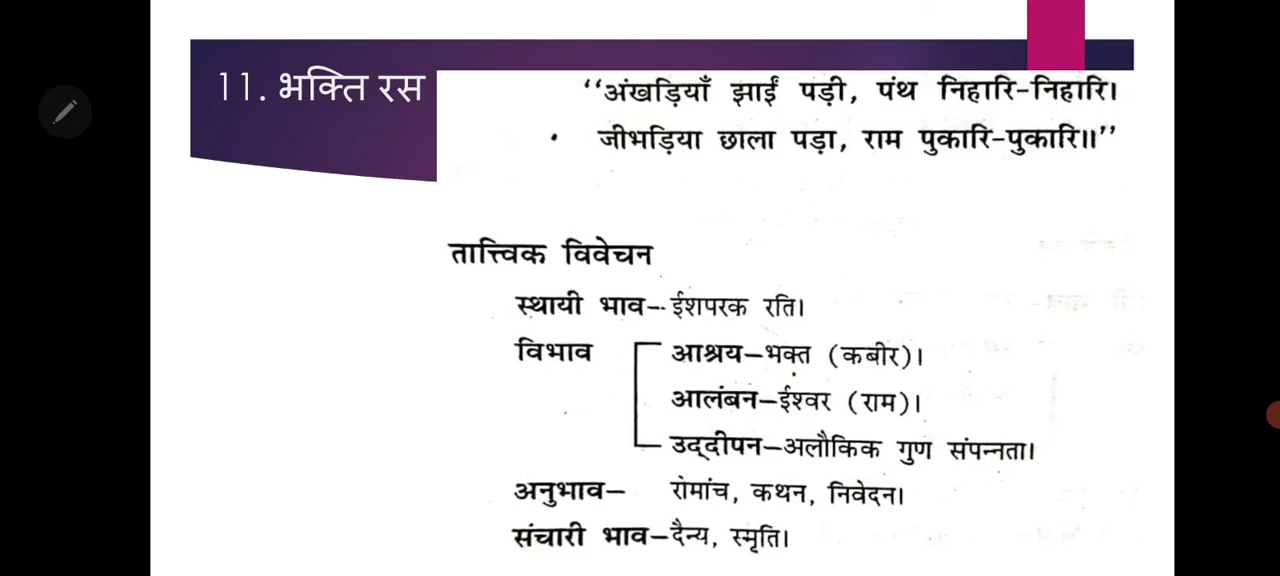 11. भक्ति रस
‘‘अंखड़ियाँ झाईं पड़ी, पंथ निहारि-निहारि।
जीभड़िया छाला पड़ा, राम पुकारि-पुकारि॥’’
तात्त्विक विवेचन
स्थायी भाव–ईशपरक रति।
विभाव
आश्रय–भक्त (कबीर)।
आलंबन–ईश्वर (राम)।
उद्दीपन–अलौकिक गुण संपन्नता।
अनुभाव– रोमांच, कथन, निवेदन।
संचारी भाव–दैन्य, स्मृति।